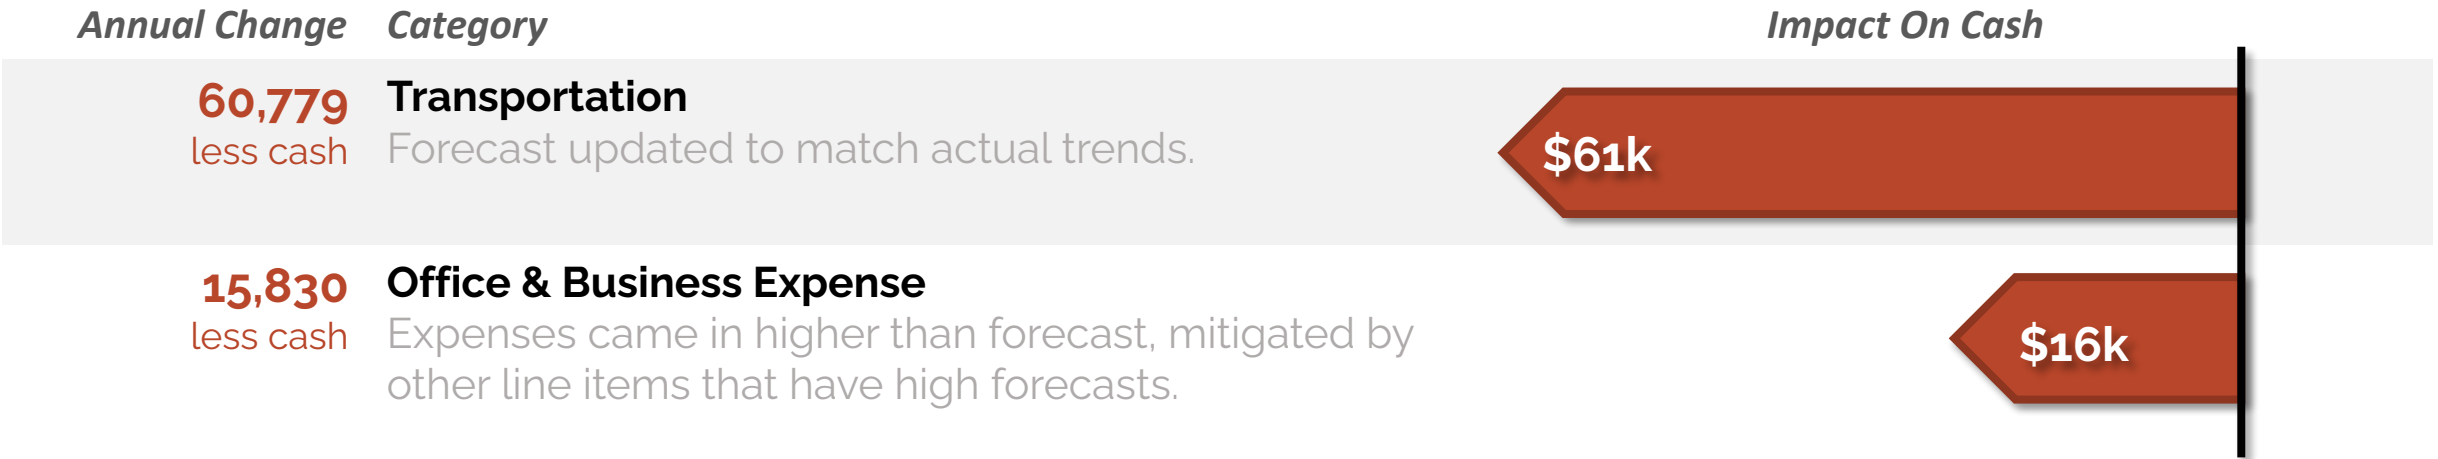 Annual Change Category Impact On Cash
60,779 Transportation
less cash Forecast updated to match actual trends.
$61k
15,830 Office & Business Expense
less cash Expenses came in higher than forecast, mitigated by
other line items that have high forecasts.
$16k